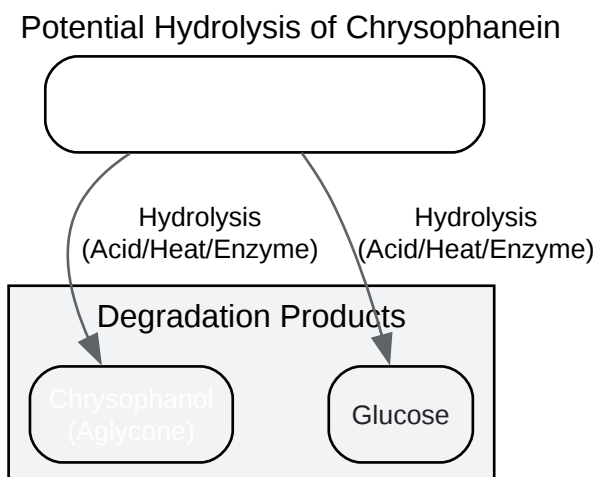 Potential Hydrolysis of Chrysophanein
Hydrolysis
(Acid/Heat/Enzyme)
Hydrolysis
(Acid/Heat/Enzyme)
Degradation Products
Chrysophanol
(Aglycone)
Glucose